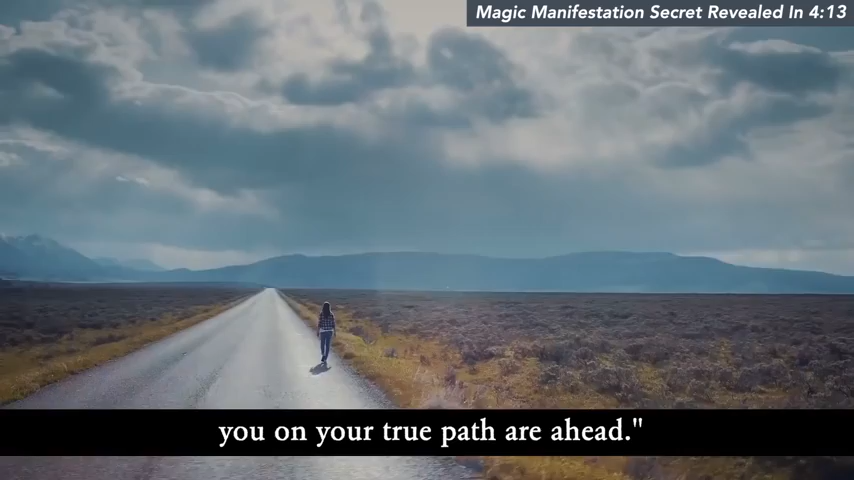 Magic Manifestation Secret Revealed In 4:13
you on your true path are ahead."